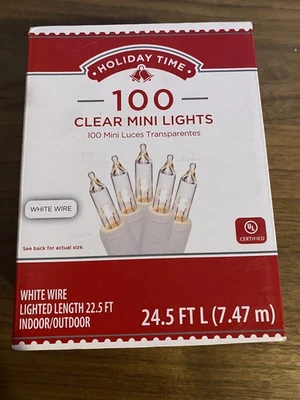 HOLIDAY TIME
100
CLEAR MINI LIGHTS
100 Mini Luces Transparentes
WHITE WIRE
UL
CERTIFIED
See back for actual size.
WHITE WIRE
LIGHTED LENGTH 22.5 FT
INDOOR/OUTDOOR
24.5 FT L (7.47 m)